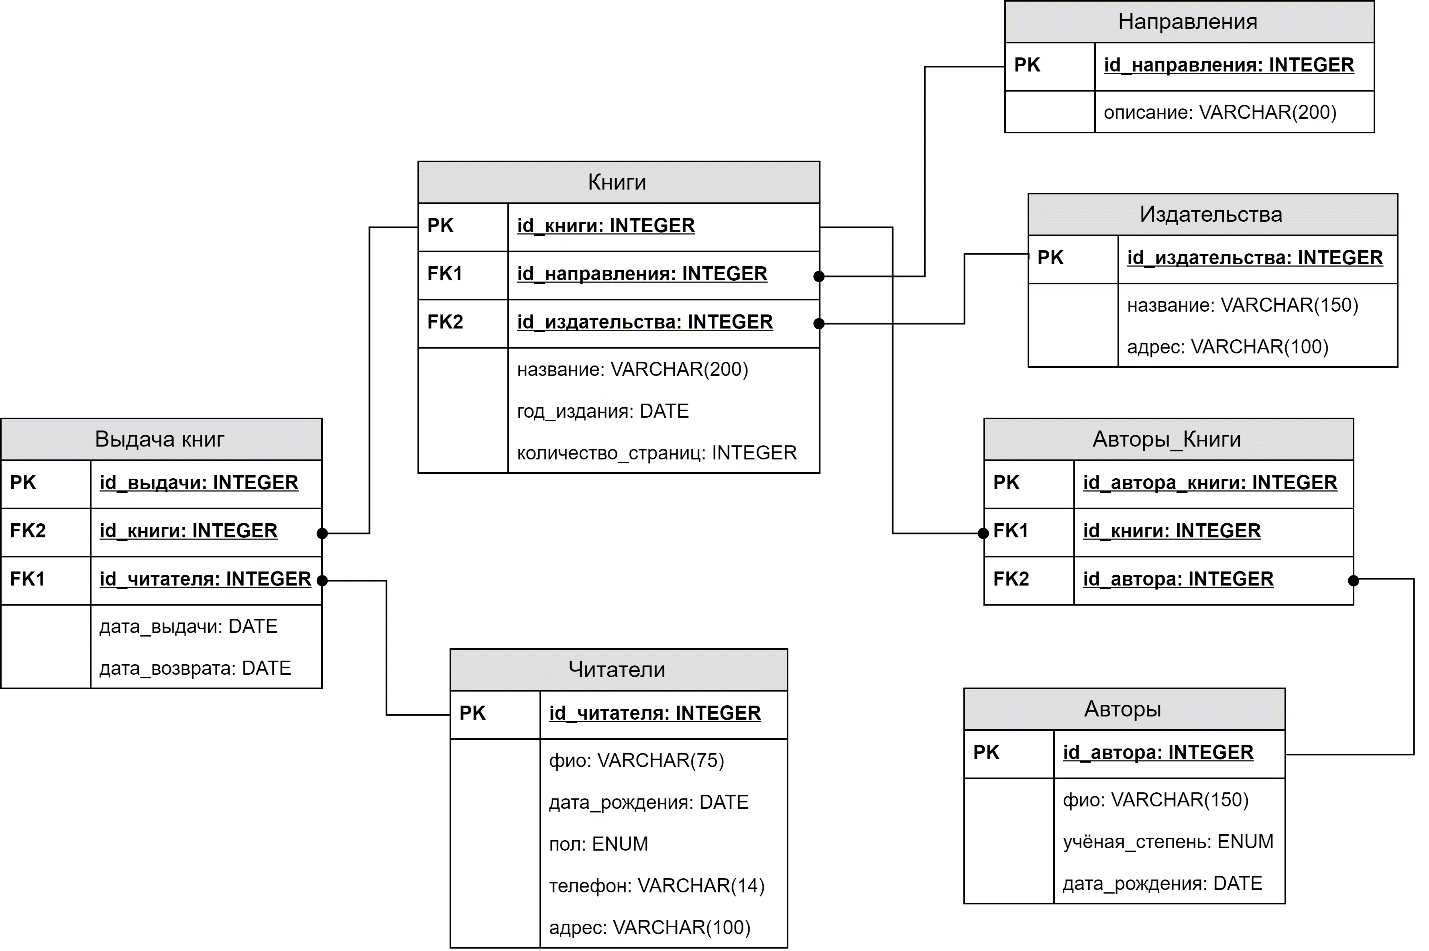 Направления
PK id_направления: INTEGER
описание: VARCHAR(200)
Книги
PK id_книги: INTEGER
FK1 id_направления: INTEGER
FK2 id_издательства: INTEGER
название: VARCHAR(200)
год_издания: DATE
количество_страниц: INTEGER
Издательства
PK id_издательства: INTEGER
название: VARCHAR(150)
адрес: VARCHAR(100)
Выдача книг
PK id_выдачи: INTEGER
FK2 id_книги: INTEGER
FK1 id_читателя: INTEGER
дата_выдачи: DATE
дата_возврата: DATE
Авторы_Книги
PK id_автора_книги: INTEGER
FK1 id_книги: INTEGER
FK2 id_автора: INTEGER
Читатели
PK id_читателя: INTEGER
фио: VARCHAR(75)
дата_рождения: DATE
пол: ENUM
телефон: VARCHAR(14)
адрес: VARCHAR(100)
Авторы
PK id_автора: INTEGER
фио: VARCHAR(150)
учёная_степень: ENUM
дата_рождения: DATE